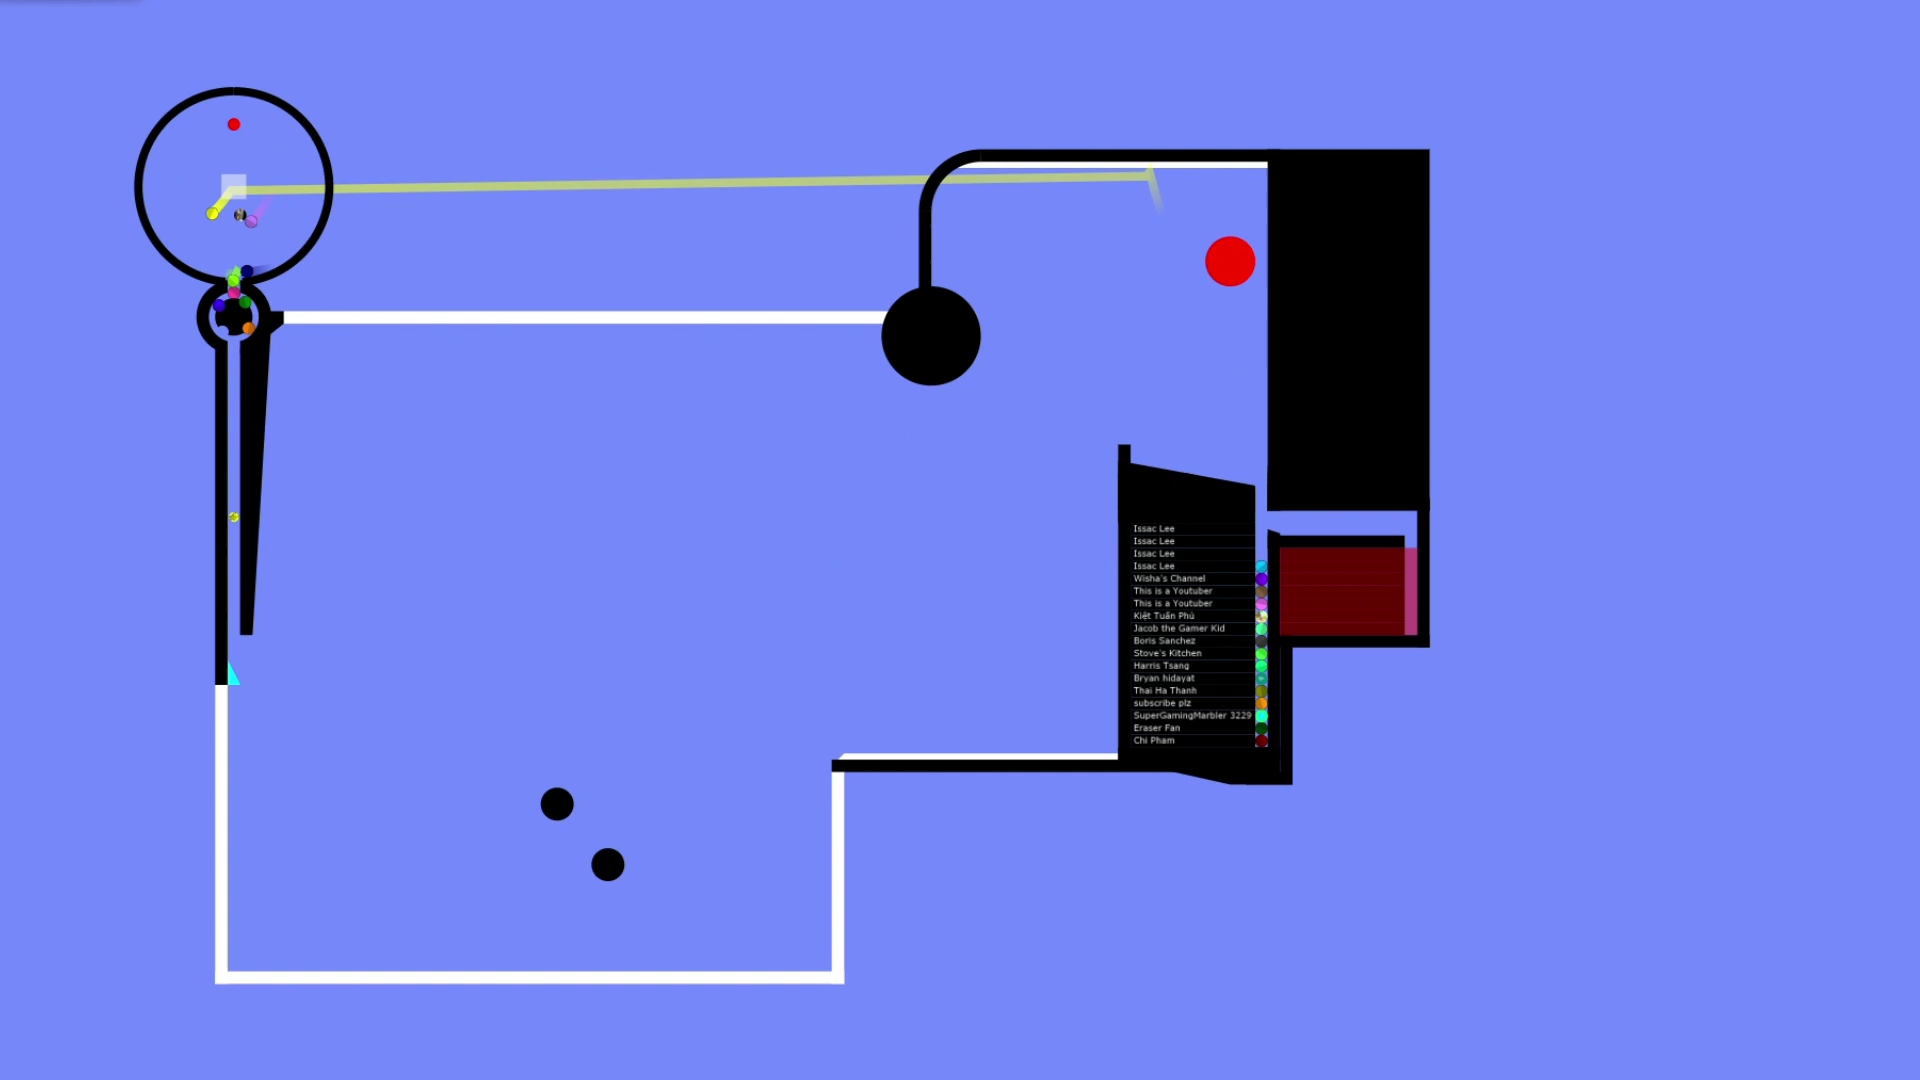 Issac Lee
Issac Lee
Issac Lee
Issac Lee
Wisha's Channel
This is a Youtuber
This is a Youtuber
Kiệt Tuấn Phú
Jacob the Gamer Kid
Boris Sanchez
Stove's Kitchen
Harris Tsang
Bryan hidayat
Thai Ha Thanh
subscribe plz
SuperGamingMarbler 3229
Eraser Fan
Chi Pham